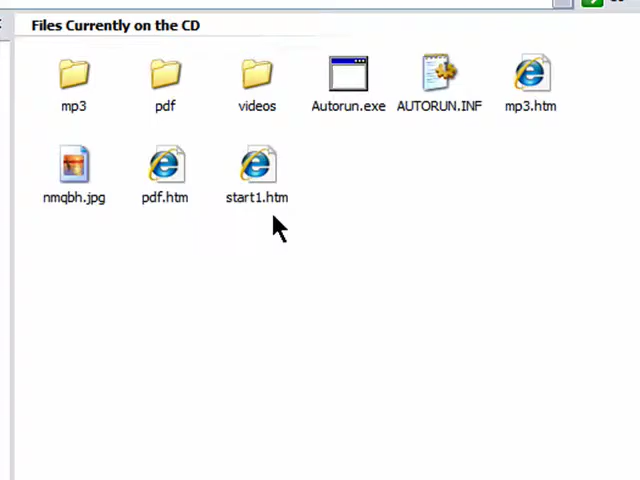 Files Currently on the CD
mp3 pdf videos Autorun.exe AUTORUN.INF mp3.htm
nmqbh.jpg pdf.htm start1.htm